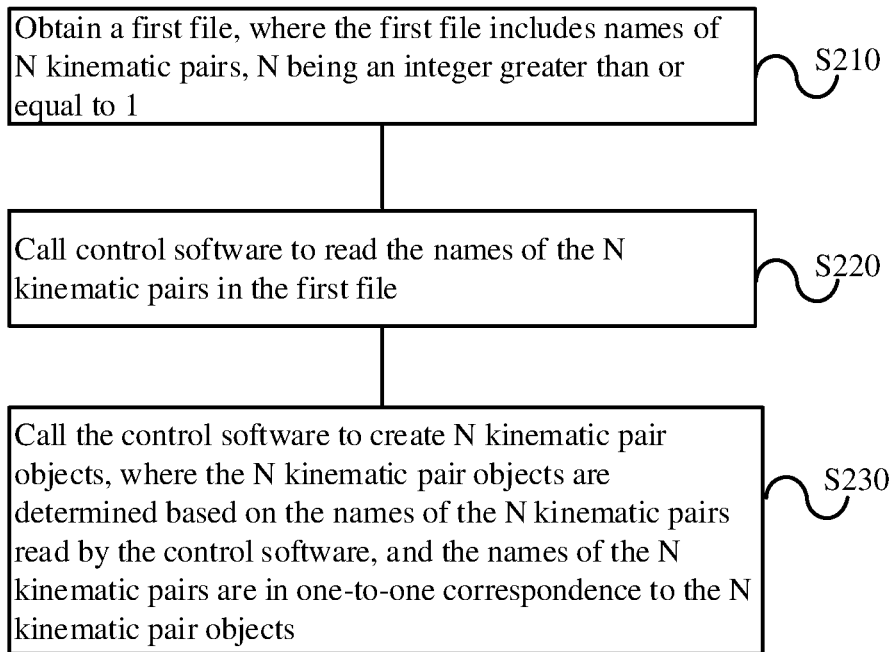 Obtain a first file, where the first file includes names of
N kinematic pairs, N being an integer greater than or
equal to 1
S210
Call control software to read the names of the N
kinematic pairs in the first file
S220
Call the control software to create N kinematic pair
objects, where the N kinematic pair objects are
determined based on the names of the N kinematic pairs
read by the control software, and the names of the N
kinematic pairs are in one-to-one correspondence to the N
kinematic pair objects
S230